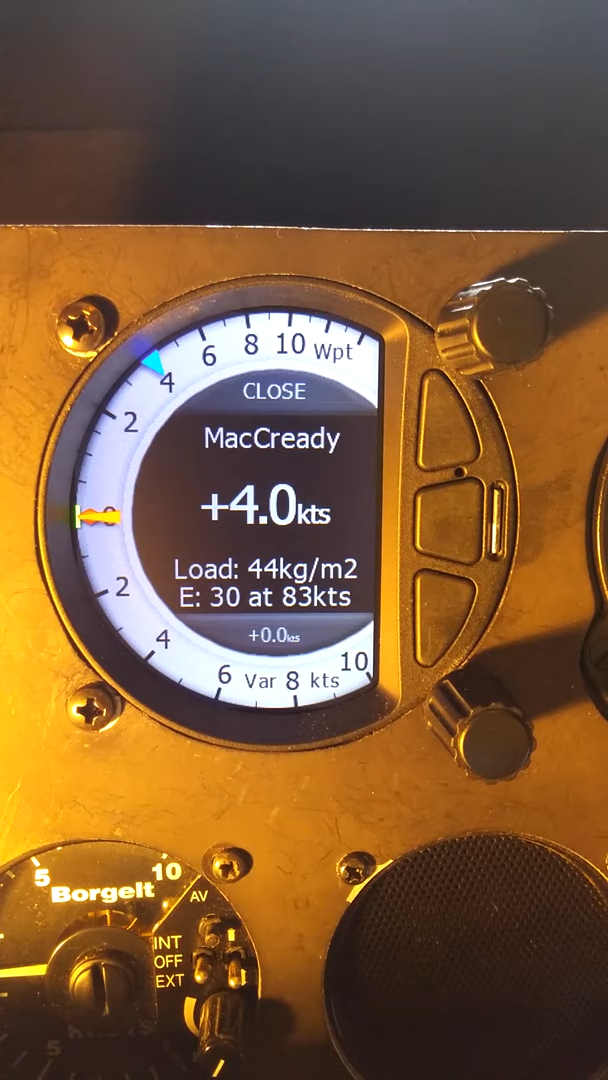 6 8 10 Wpt
4
2
0
2
4
6 Var 8 kts 10
CLOSE
MacCready
+4.0kts
Load: 44kg/m2
E: 30 at 83kts
+0.0kts
5 10
Borgelt
AV
INT
OFF
EXT
5